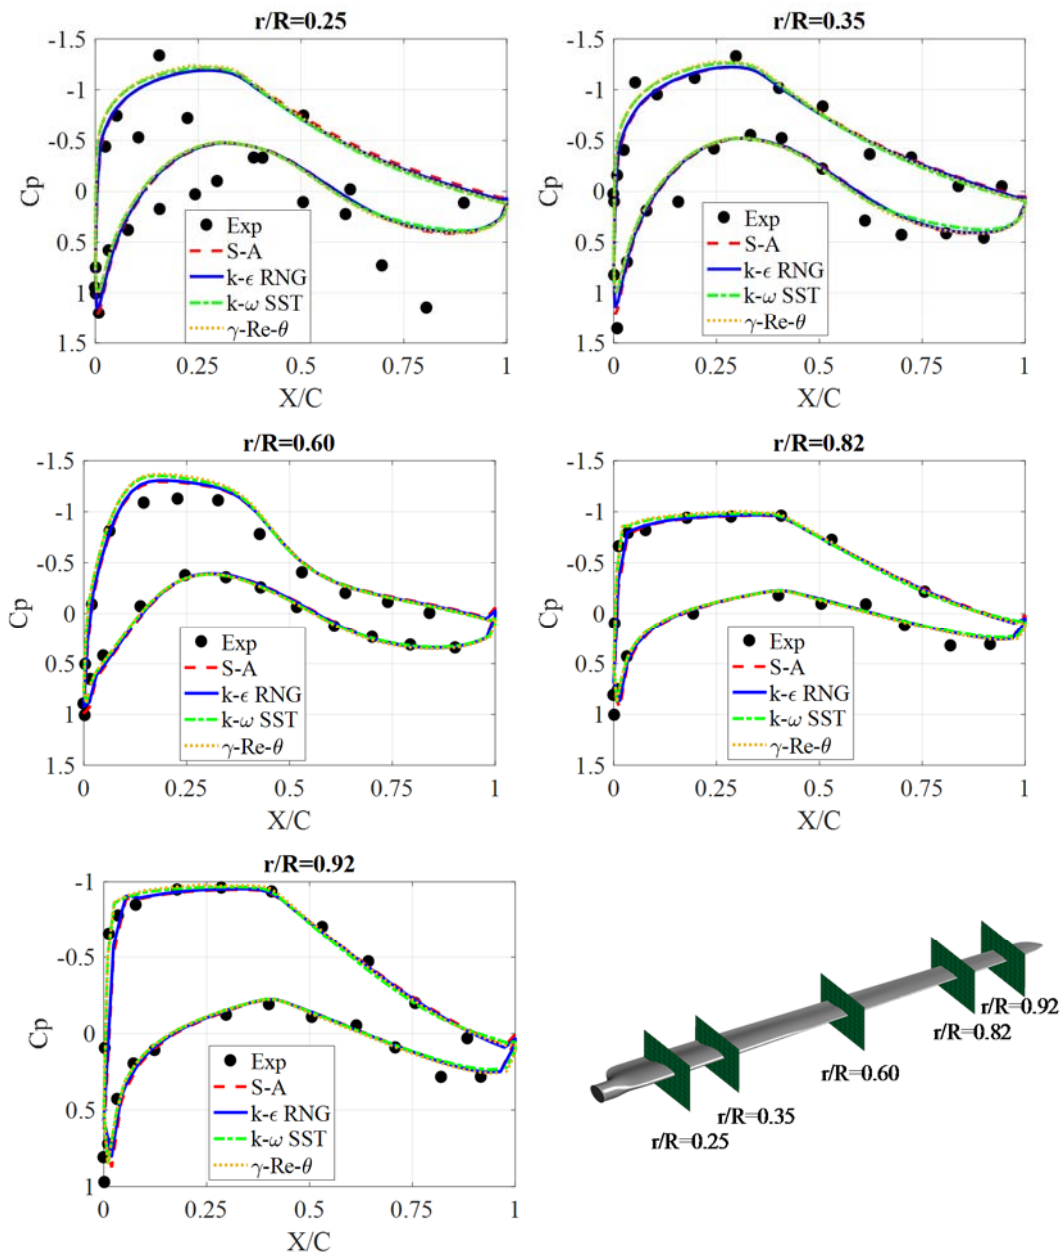 r/R=0.25
-1.5
-1
-0.5
0
0.5
1
1.5
Cp
Exp
S-A
k-ϵ RNG
k-ω SST
γ-Re-θ
0 0.25 0.5 0.75 1
X/C
r/R=0.35
-1.5
-1
-0.5
0
0.5
1
1.5
Cp
Exp
S-A
k-ϵ RNG
k-ω SST
γ-Re-θ
0 0.25 0.5 0.75 1
X/C
r/R=0.60
-1.5
-1
-0.5
0
0.5
1
1.5
Cp
Exp
S-A
k-ϵ RNG
k-ω SST
γ-Re-θ
0 0.25 0.5 0.75 1
X/C
r/R=0.82
-1.5
-1
-0.5
0
0.5
1
1.5
Cp
Exp
S-A
k-ϵ RNG
k-ω SST
γ-Re-θ
0 0.25 0.5 0.75 1
X/C
r/R=0.92
-1
-0.5
0
0.5
1
Cp
Exp
S-A
k-ϵ RNG
k-ω SST
γ-Re-θ
0 0.25 0.5 0.75 1
X/C
r/R=0.92
r/R=0.82
r/R=0.60
r/R=0.35
r/R=0.25